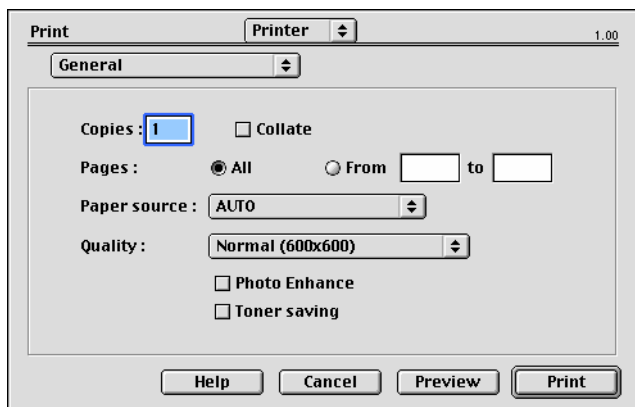 Print Printer 1.00
General
Copies : 1 Collate
Pages : All From to
Paper source : AUTO
Quality : Normal (600x600)
Photo Enhance
Toner saving
Help Cancel Preview Print